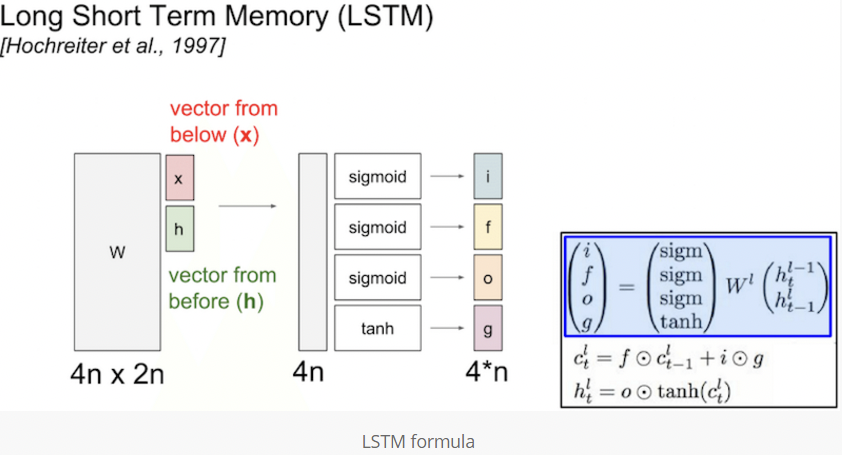 Long Short Term Memory (LSTM)
[Hochreiter et al., 1997]
vector from
below (x)
x
h
W
vector from
before (h)
4n x 2n
4n
sigmoid
sigmoid
sigmoid
tanh
i
f
o
g
4*n
(i f o g) = (sigm sigm sigm tanh) W^l (h_t^{l-1} h_{t-1}^l)
c_t^l = f ⊙ c_{t-1}^l + i ⊙ g
h_t^l = o ⊙ tanh(c_t^l)
LSTM formula